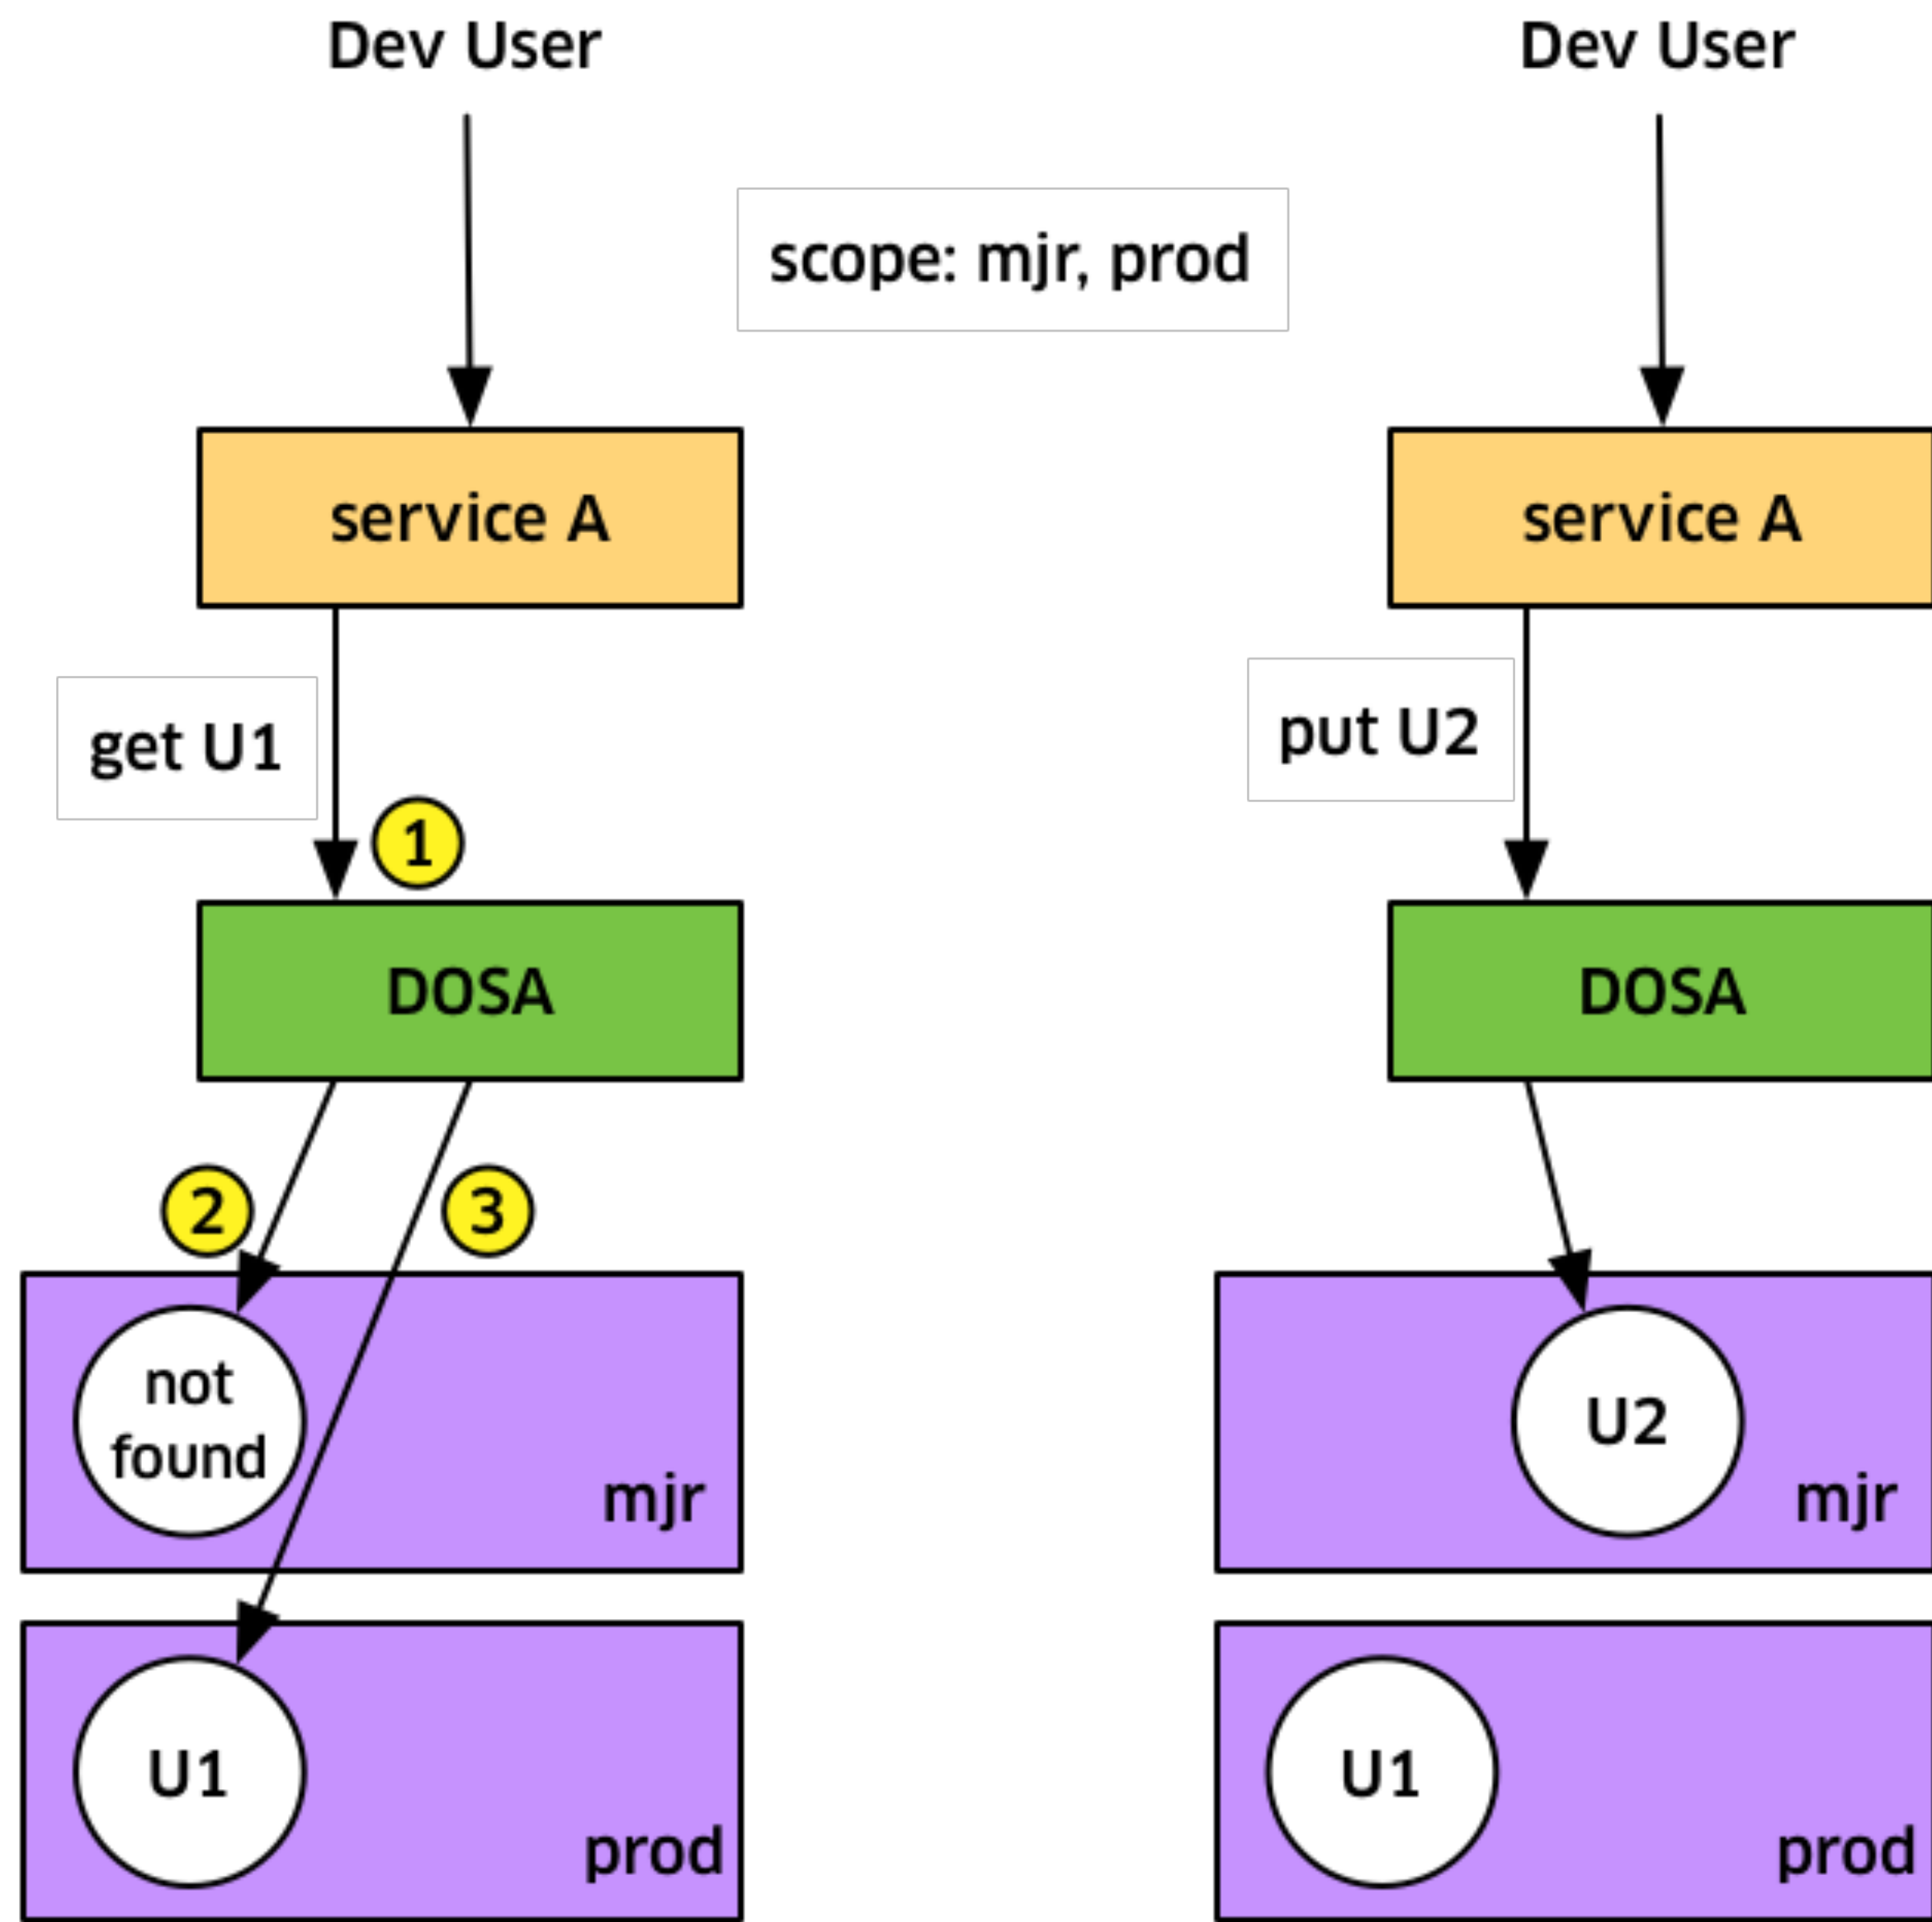 Dev User
Dev User
scope: mjr, prod
service A
service A
get U1
put U2
1
DOSA
DOSA
2
3
not
found
mjr
U2
mjr
U1
prod
U1
prod